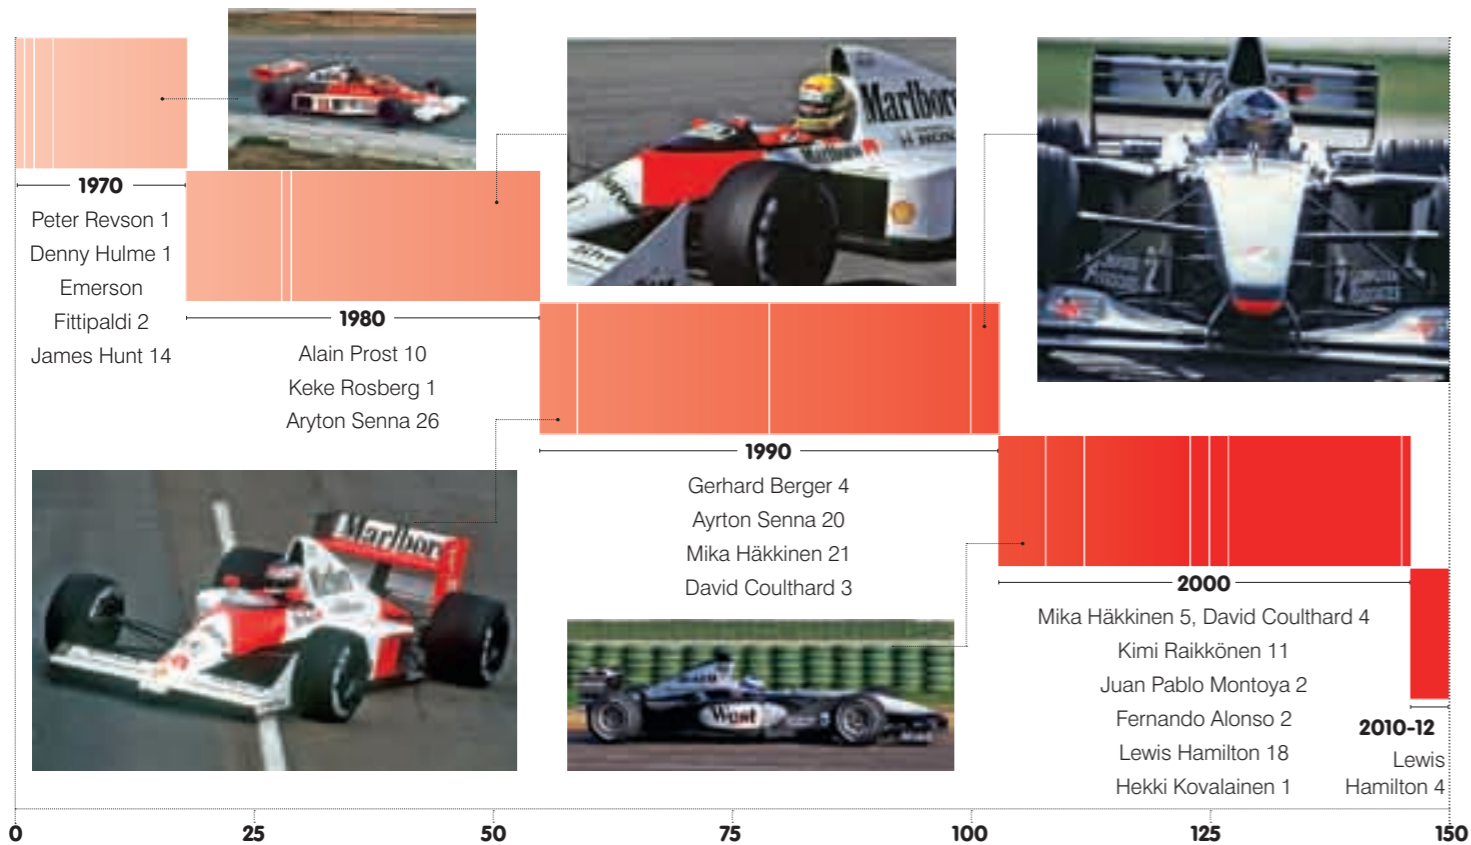 1970
Peter Revson 1
Denny Hulme 1
Emerson
Fittipaldi 2
James Hunt 14
1980
Alain Prost 10
Keke Rosberg 1
Aryton Senna 26
Marlboro
Marlboro
1990
Gerhard Berger 4
Ayrton Senna 20
Mika Häkkinen 21
David Coulthard 3
Marlboro
West
2000
Mika Häkkinen 5, David Coulthard 4
Kimi Raikkönen 11
Juan Pablo Montoya 2
Fernando Alonso 2
Lewis Hamilton 18
Hekki Kovalainen 1
2010-12
Lewis
Hamilton 4
0 25 50 75 100 125 150